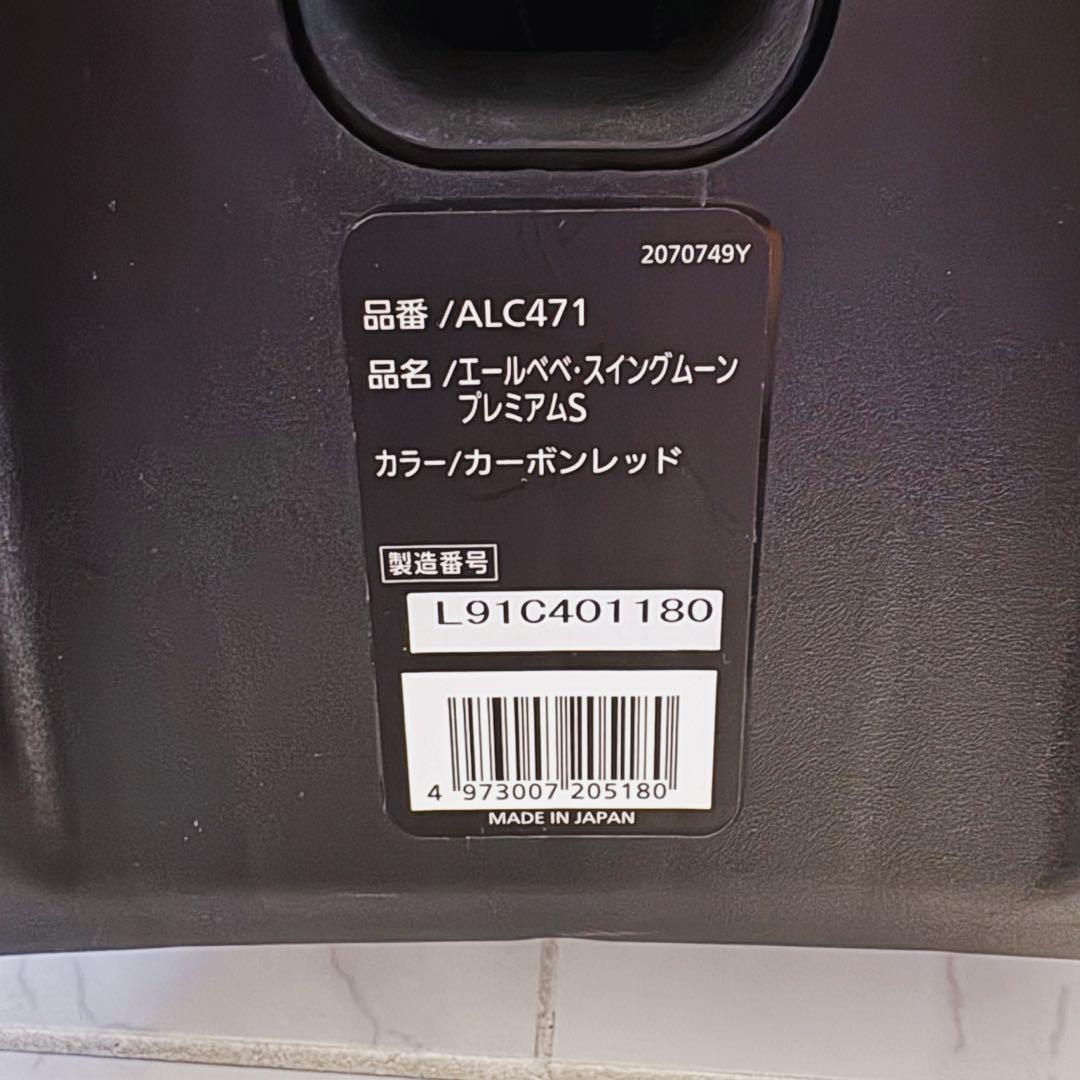 2070749Y
品番 /ALC471
品名 /エールベベ・スイングムーン
プレミアムS
カラー/カーボンレッド
製造番号
L91C401180
4 973007 205180
MADE IN JAPAN